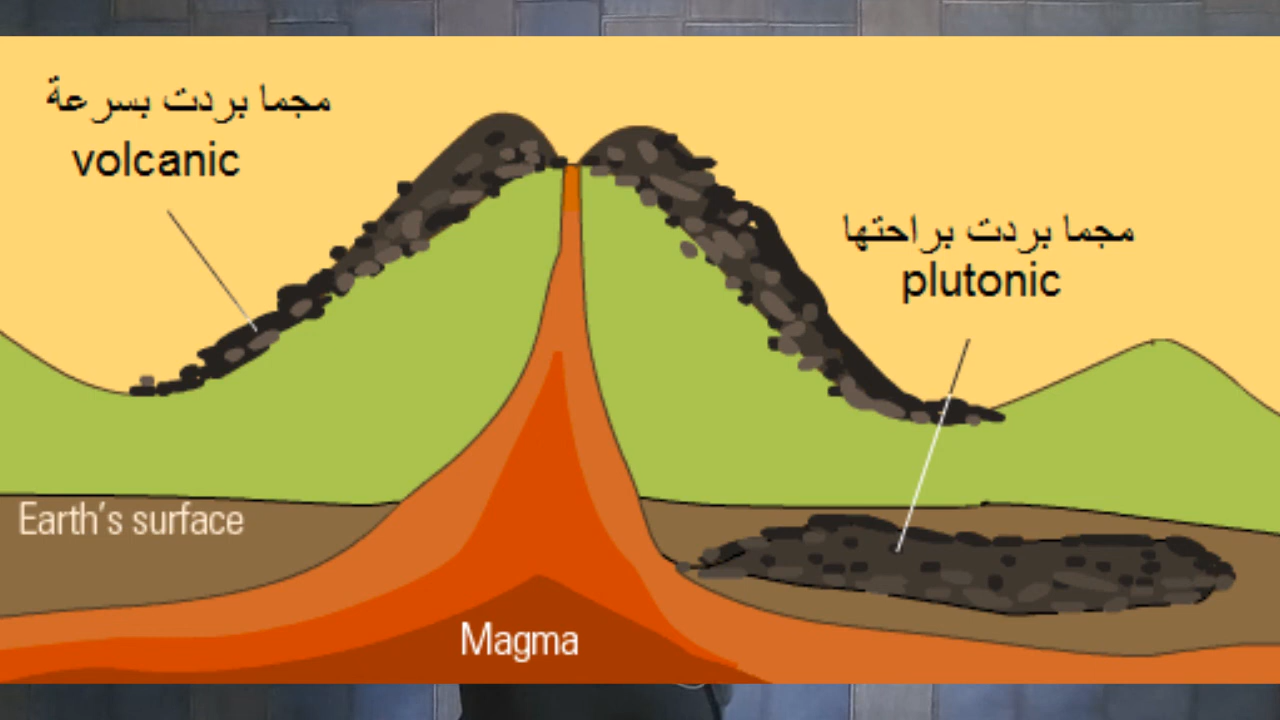 مجما بردت بسرعة
volcanic
مجما بردت براحتها
plutonic
Earth's surface
Magma